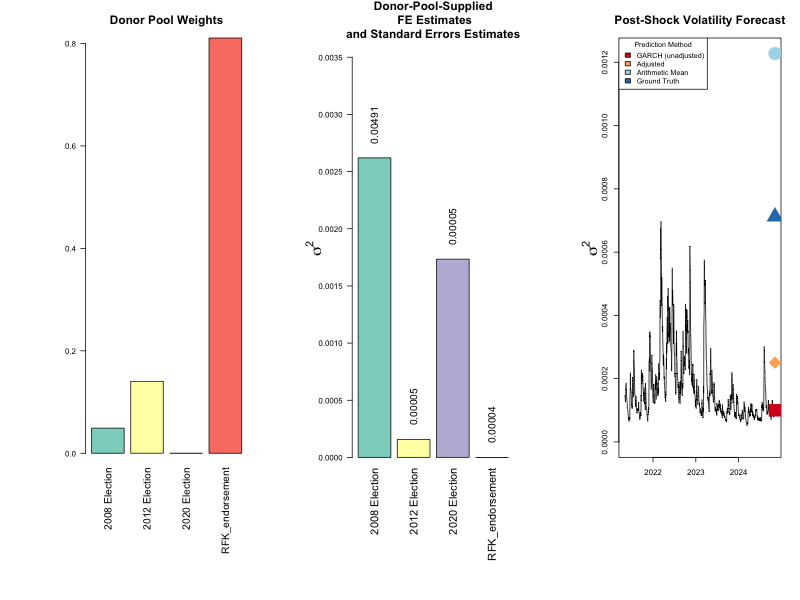 Donor Pool Weights
0.8
0.6
0.4
0.2
0.0
2008 Election
2012 Election
2020 Election
RFK_endorsement
Donor-Pool-Supplied
FE Estimates
and Standard Errors Estimates
σ²
0.0035
0.0030
0.0025
0.0020
0.0015
0.0010
0.0005
0.0000
0.00491
0.00005
0.00005
0.00004
2008 Election
2012 Election
2020 Election
RFK_endorsement
Post-Shock Volatility Forecast
σ²
0.0012
0.0010
0.0008
0.0006
0.0004
0.0002
0.0000
Prediction Method
GARCH (unadjusted)
Adjusted
Arithmetic Mean
Ground Truth
2022
2023
2024